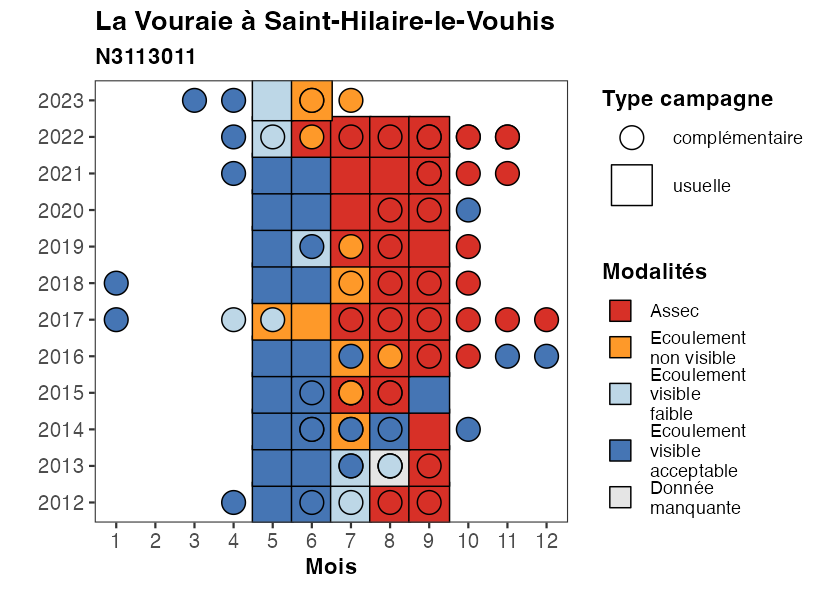 La Vouraie à Saint-Hilaire-le-Vouhis
N3113011
2023
2022
2021
2020
2019
2018
2017
2016
2015
2014
2013
2012
1 2 3 4 5 6 7 8 9 10 11 12
Mois
Type campagne
complémentaire
usuelle
Modalités
Assec
Ecoulement
non visible
Ecoulement
visible
faible
Ecoulement
visible
acceptable
Donnée
manquante